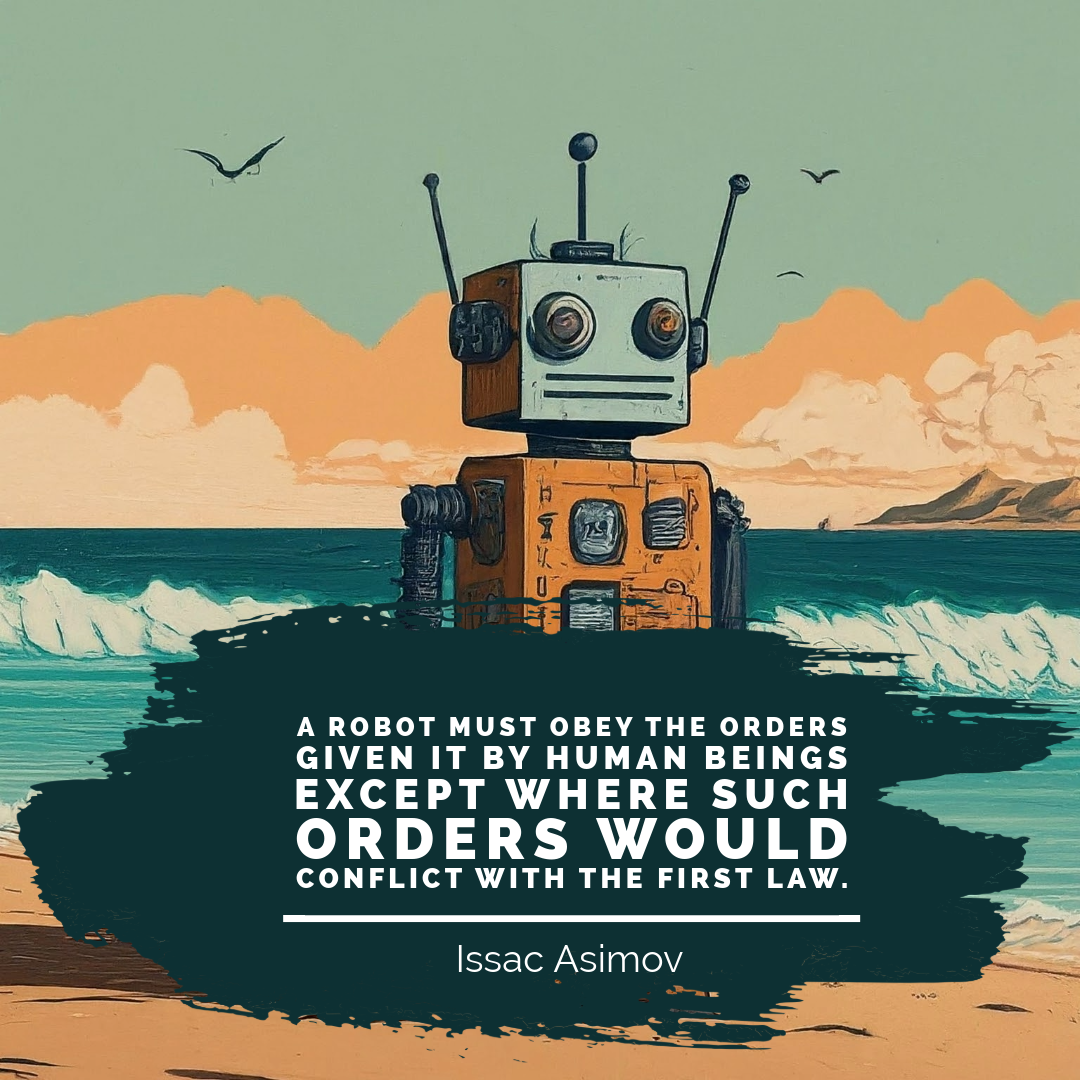 A ROBOT MUST OBEY THE ORDERS
GIVEN IT BY HUMAN BEINGS
EXCEPT WHERE SUCH
ORDERS WOULD
CONFLICT WITH THE FIRST LAW.
Issac Asimov